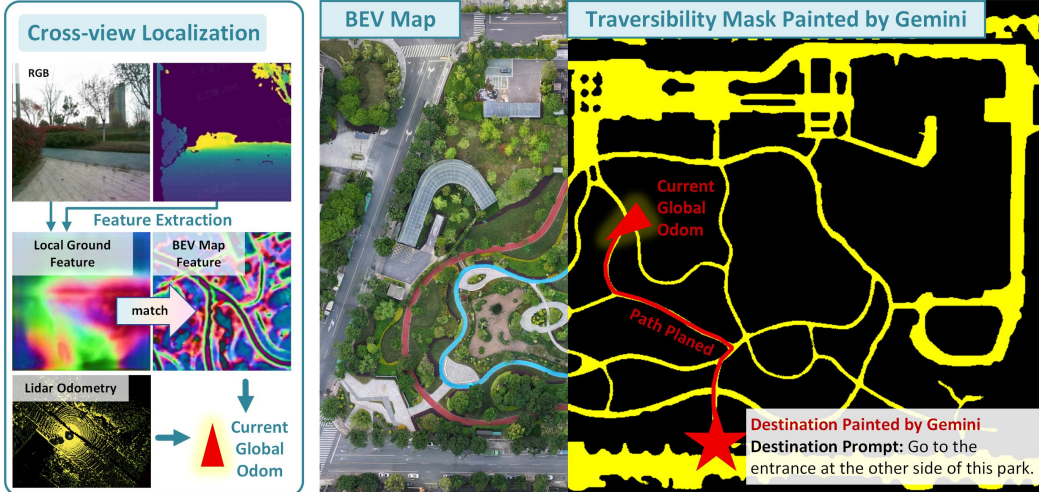 Cross-view Localization
RGB
Feature Extraction
Local Ground
Feature
BEV Map
Feature
match
Lidar Odometry
Current
Global
Odom
BEV Map
Traversibility Mask Painted by Gemini
Current
Global
Odom
Path Planed
Destination Painted by Gemini
Destination Prompt: Go to the
entrance at the other side of this park.